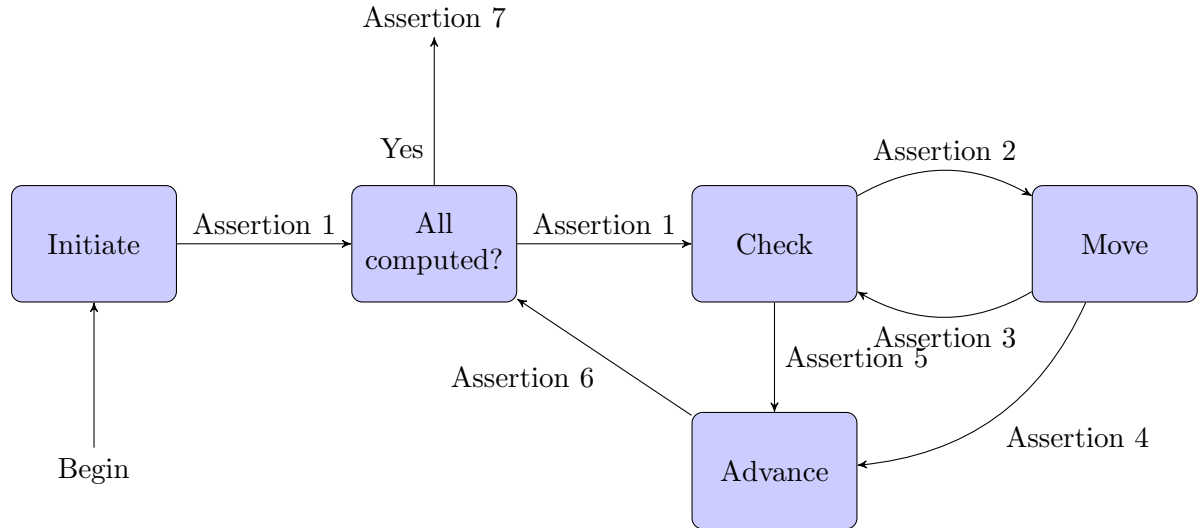 Assertion 7
Yes
Assertion 2
Initiate
Assertion 1
All
computed?
Assertion 1
Check
Move
Assertion 3
Assertion 5
Assertion 6
Assertion 4
Begin
Advance